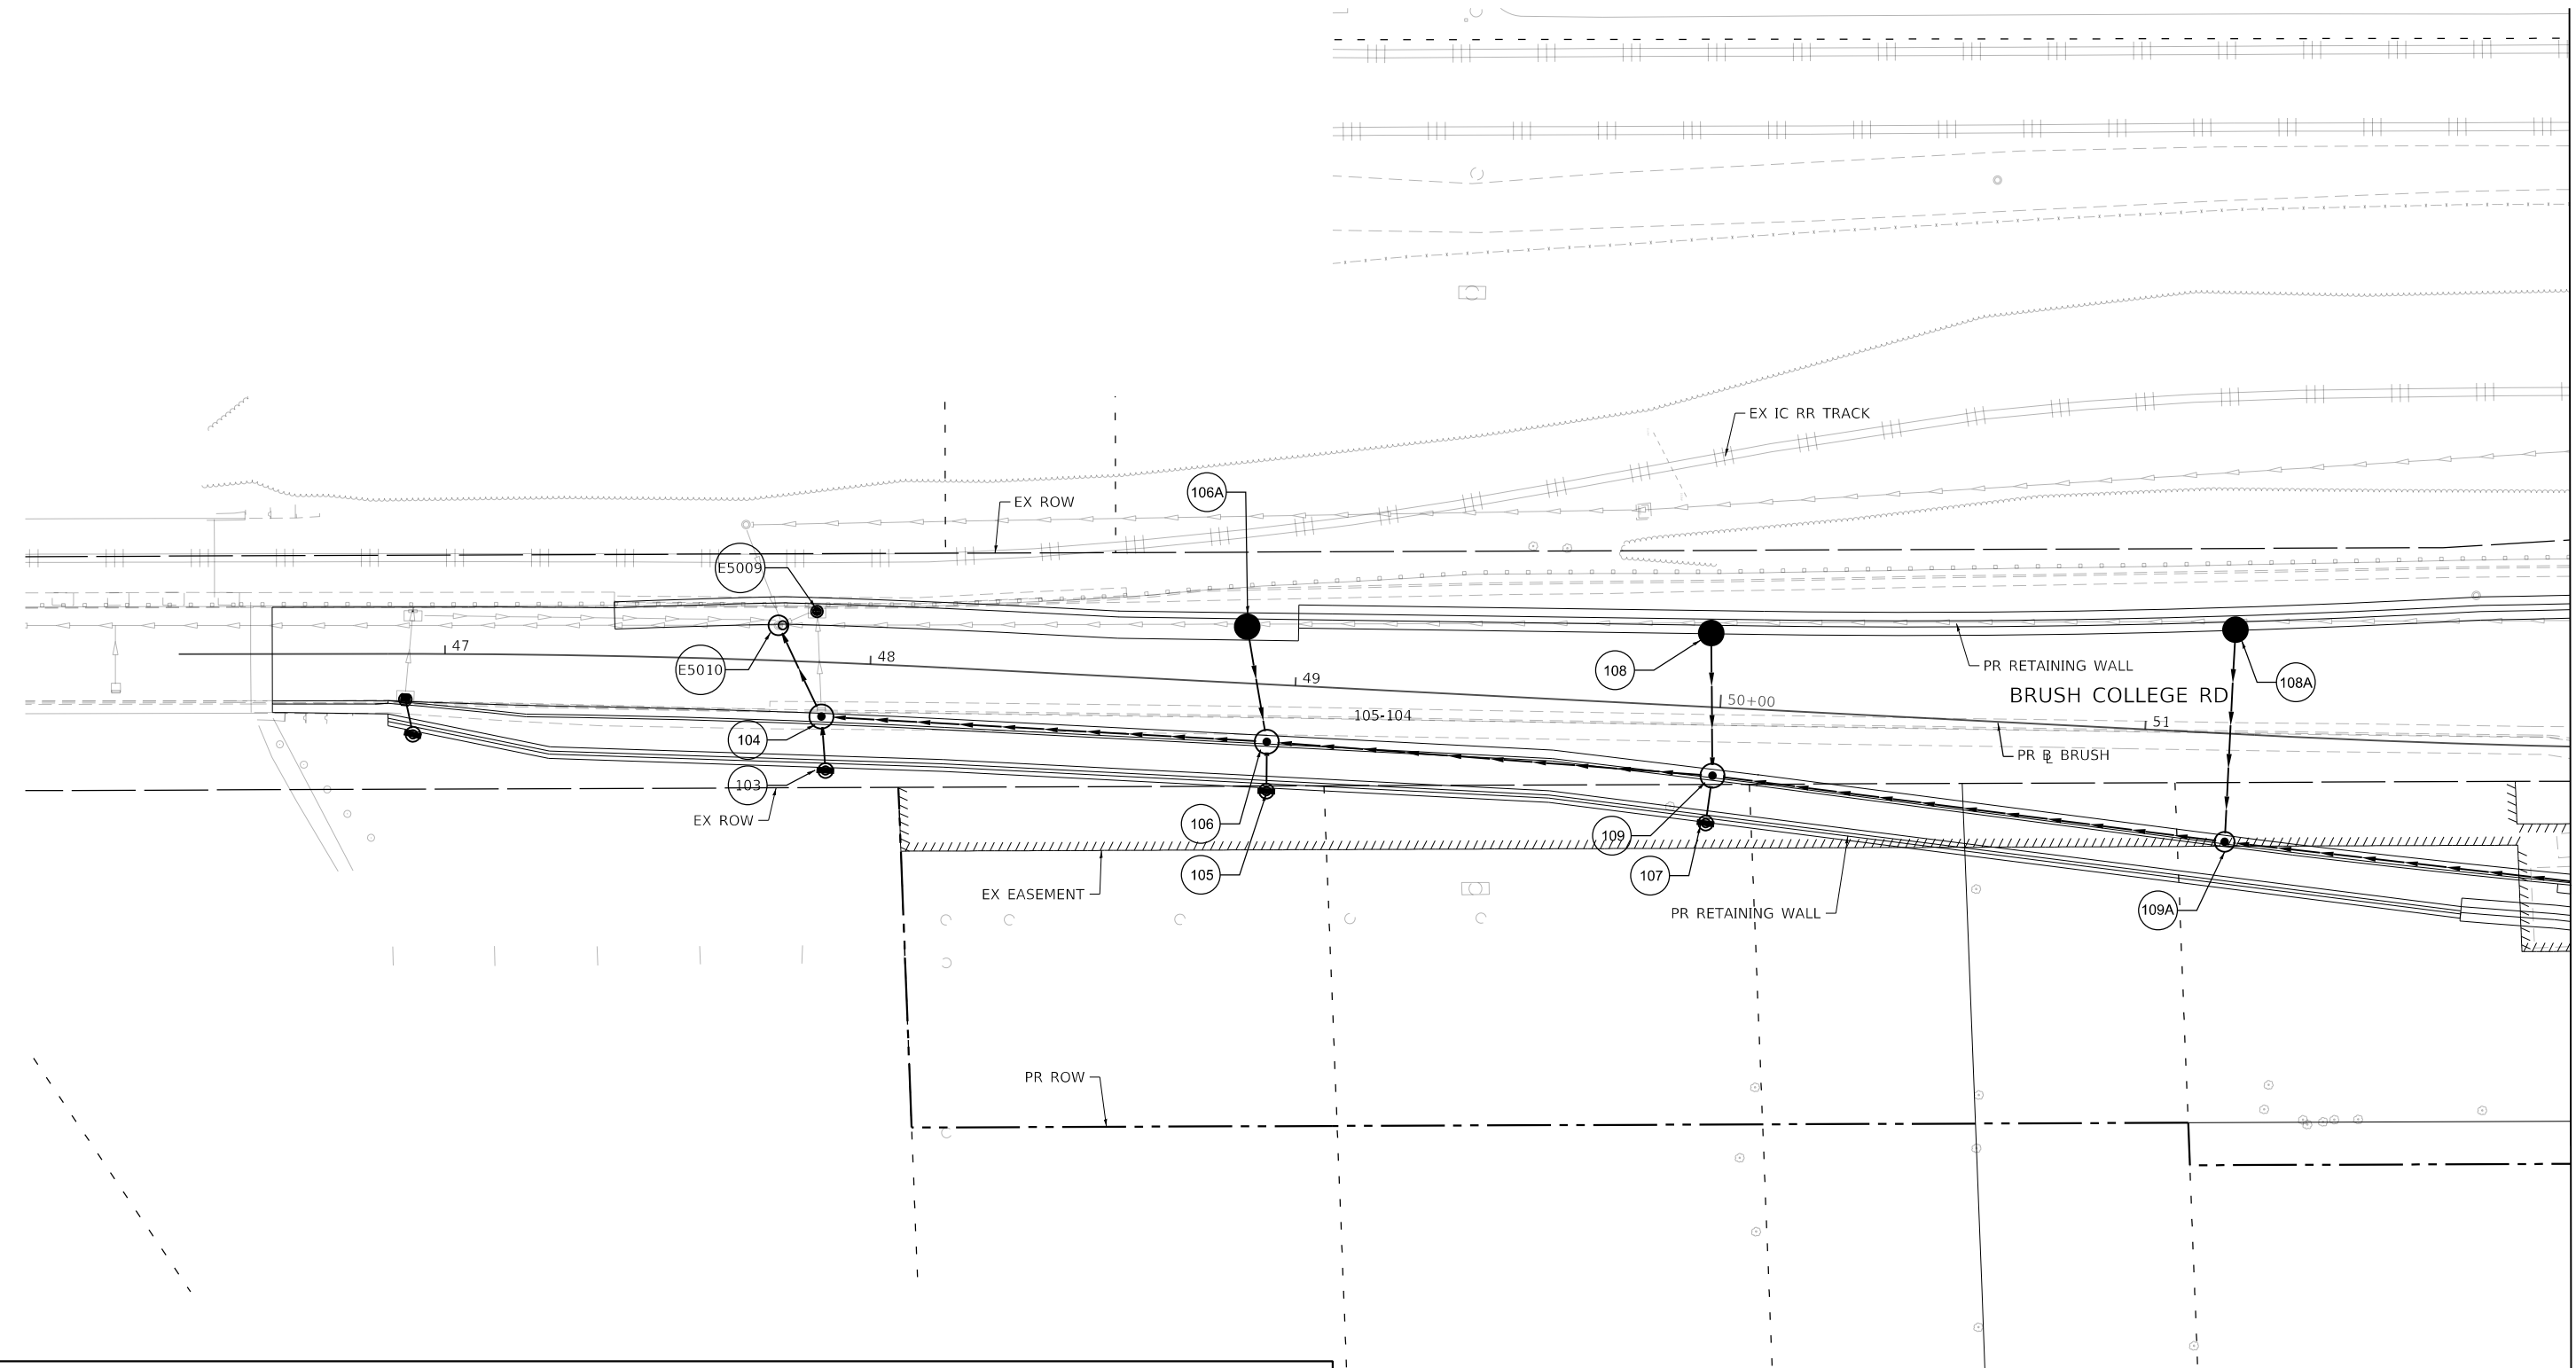 EX IC RR TRACK
106A
EX ROW
E5009
47
48
49
50+00
51
E5010
108
PR RETAINING WALL
108A
BRUSH COLLEGE RD
105-104
104
PR BL BRUSH
103
EX ROW
106
109
105
107
EX EASEMENT
PR RETAINING WALL
109A
PR ROW